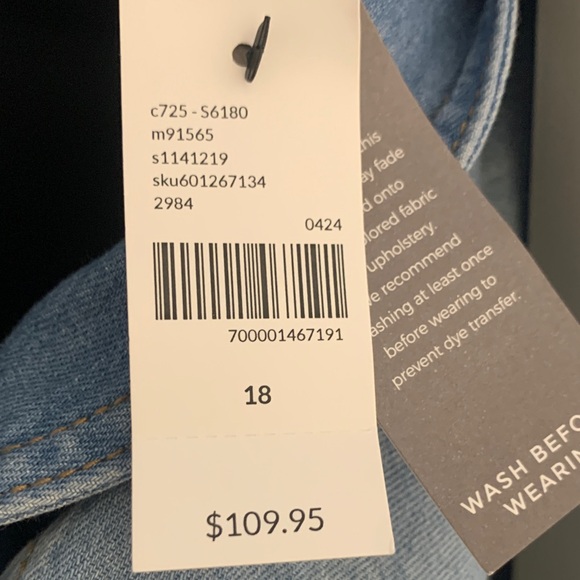 c725 - S6180
m91565
s1141219
sku601267134
2984
0424
700001467191
18
$109.95
fade
onto
fabric
upholstery.
recommend
at least once
before wearing to
prevent dye transfer.
WASH